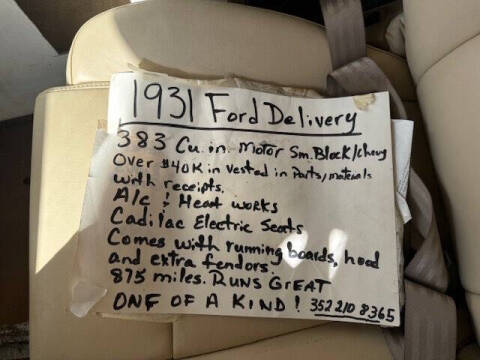 1931 Ford Delivery
383 Cu. in. Motor Sm. Block/Chevy
Over $40K in vested in Parts/materials
with receipts.
A/c & Heat works
Cadilac Electric Seats
Comes with running boards, hood
and extra fendors.
875 miles. RUNS GREAT
ONE OF A KIND! 352 210 8365